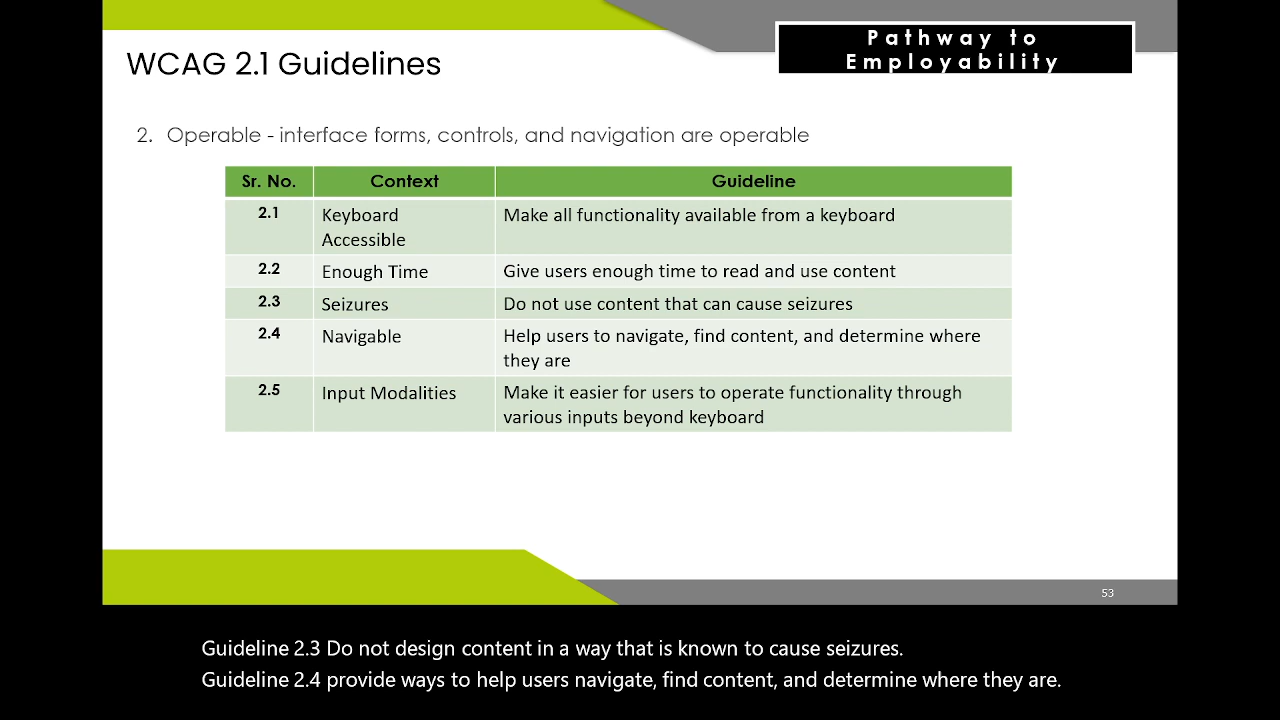 Pathway to
Employability
WCAG 2.1 Guidelines
2. Operable - interface forms, controls, and navigation are operable
Sr. No. Context Guideline
2.1 Keyboard Accessible Make all functionality available from a keyboard
2.2 Enough Time Give users enough time to read and use content
2.3 Seizures Do not use content that can cause seizures
2.4 Navigable Help users to navigate, find content, and determine where
they are
2.5 Input Modalities Make it easier for users to operate functionality through
various inputs beyond keyboard
53
Guideline 2.3 Do not design content in a way that is known to cause seizures.
Guideline 2.4 provide ways to help users navigate, find content, and determine where they are.